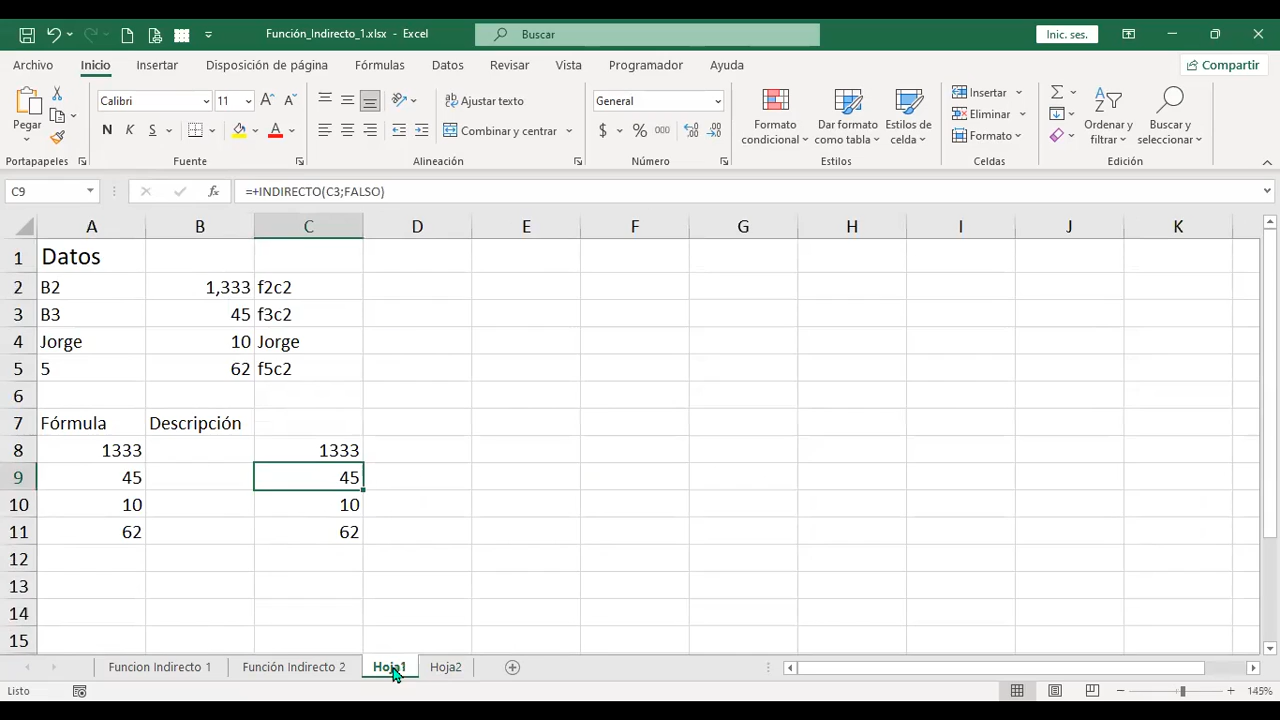 Función_Indirecto_1.xlsx - Excel
Buscar
Inic. ses.
Archivo Inicio Insertar Disposición de página Fórmulas Datos Revisar Vista Programador Ayuda Compartir
Pegar
Portapapeles
Calibri 11
N K S
Fuente
Ajustar texto
Combinar y centrar
Alineación
General
$ % 000
Número
Formato condicional
Dar formato como tabla
Estilos de celda
Estilos
Insertar
Eliminar
Formato
Celdas
Ordenar y filtrar
Buscar y seleccionar
Edición
C9 fx =+INDIRECTO(C3;FALSO)
A B C D E F G H I J K
1 Datos
2 B2 1,333 f2c2
3 B3 45 f3c2
4 Jorge 10 Jorge
5 5 62 f5c2
6
7 Fórmula Descripción
8 1333 1333
9 45 45
10 10 10
11 62 62
12
13
14
15
Funcion Indirecto 1 Función Indirecto 2 Hoja1 Hoja2
Listo 145%